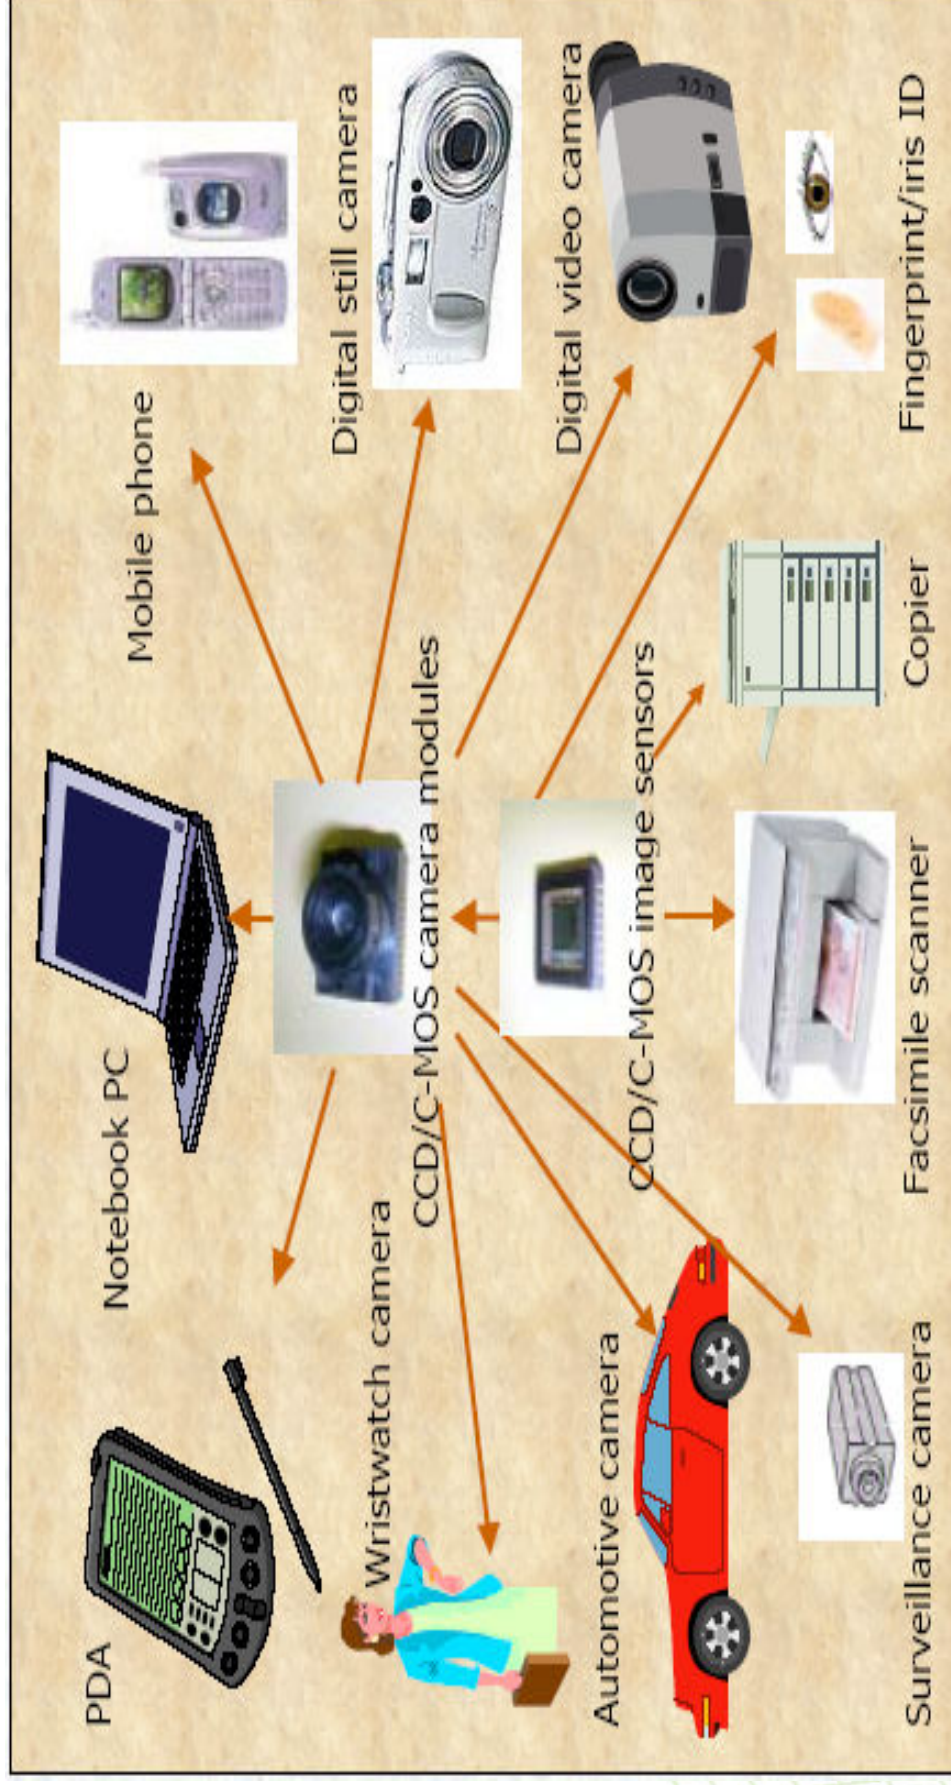 PDA
Notebook PC
Mobile phone
Wristwatch camera
Digital still camera
CCD/C-MOS camera modules
Automotive camera
Digital video camera
CCD/C-MOS image sensors
Surveillance camera
Facsimile scanner
Copier
Fingerprint/iris ID